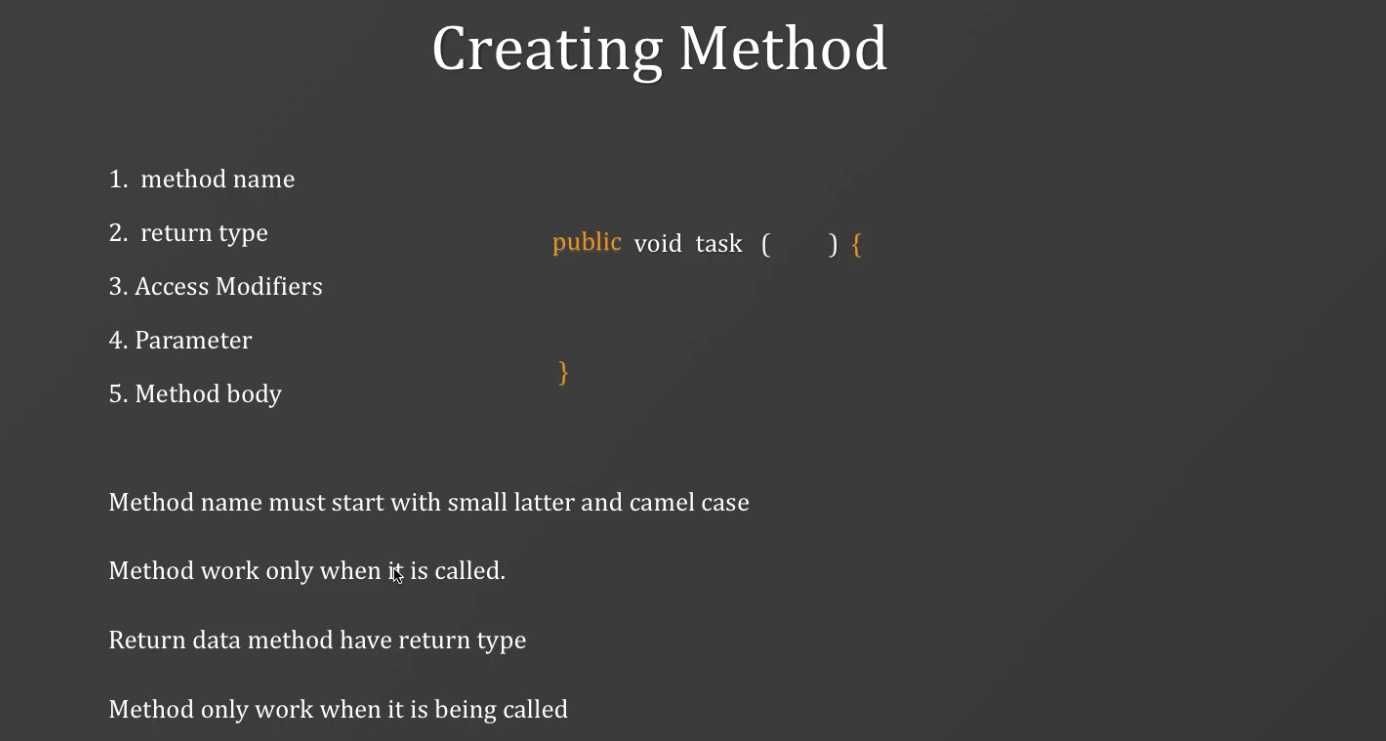 Creating Method
1. method name
2. return type
3. Access Modifiers
4. Parameter
5. Method body
public void task ( ) {
}
Method name must start with small latter and camel case
Method work only when it is called.
Return data method have return type
Method only work when it is being called